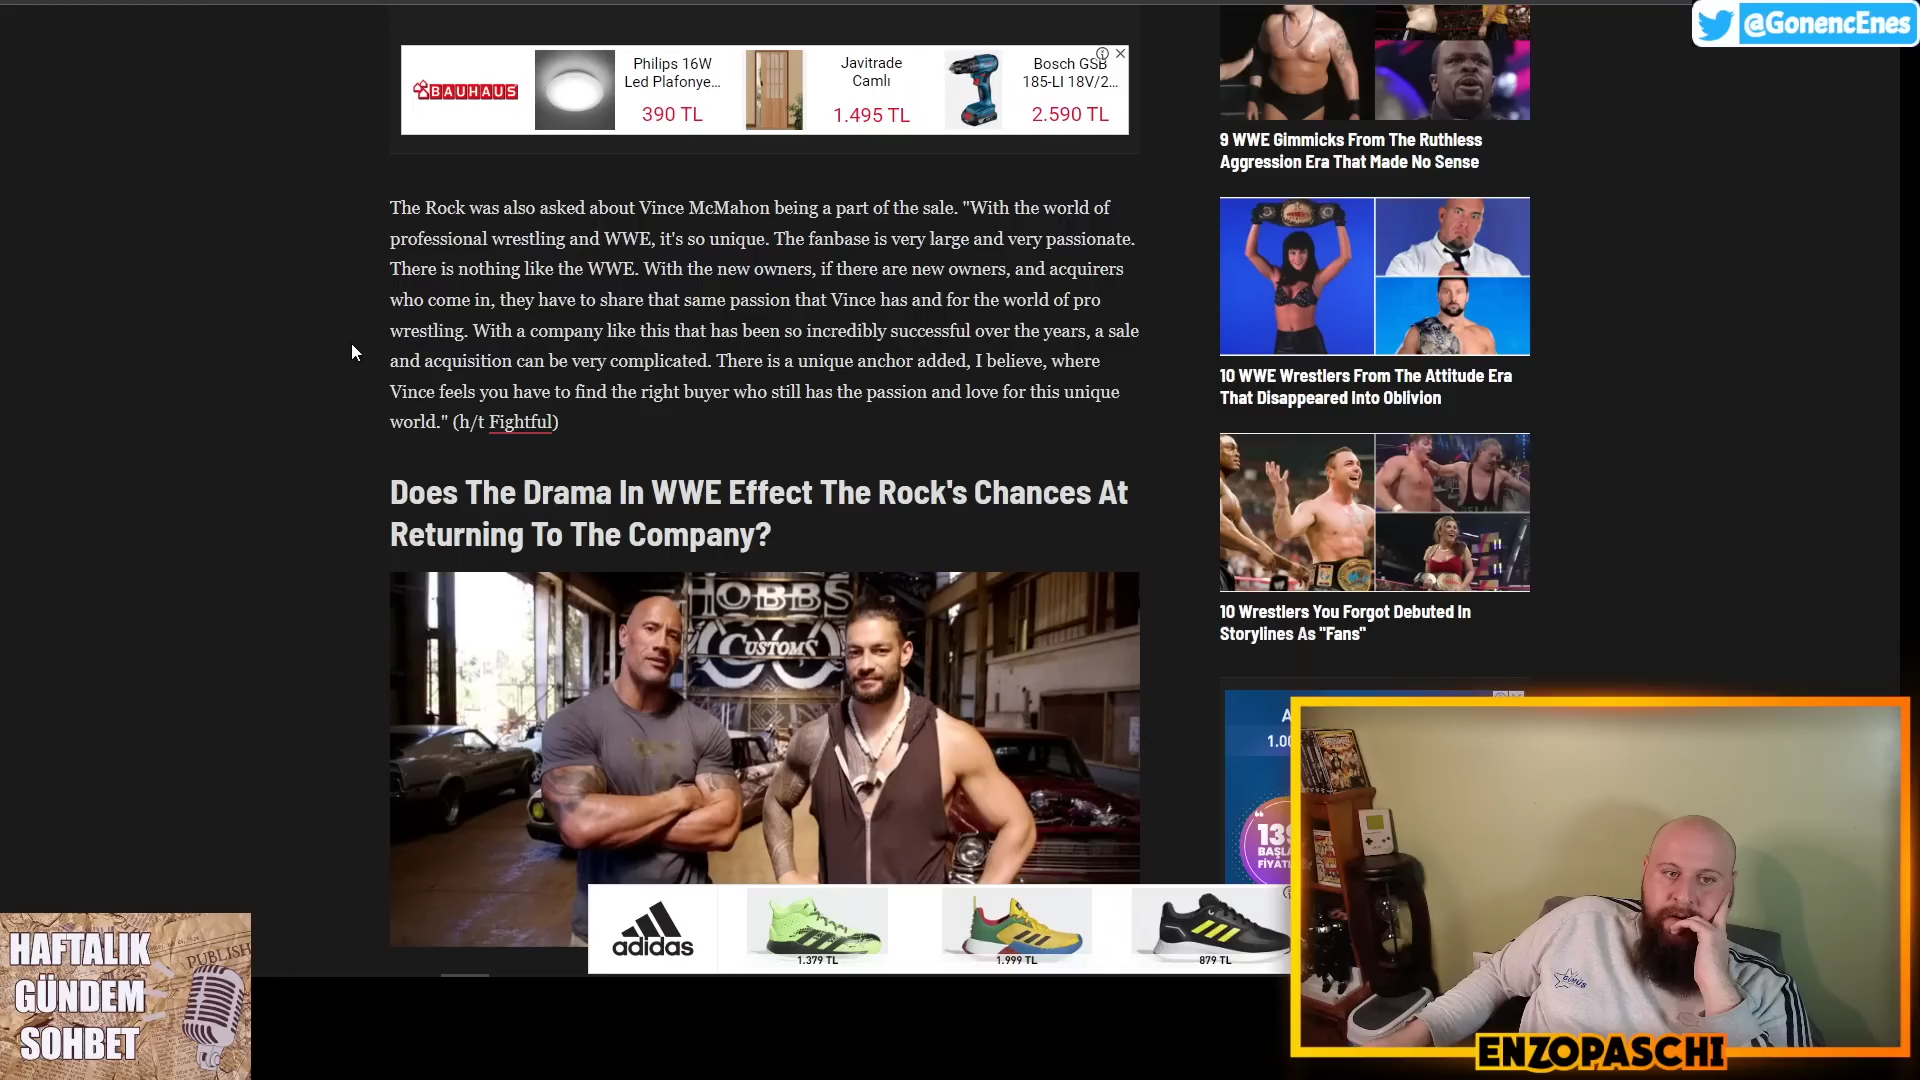 @GonencEnes
BAUHAUS
Philips 16W
Led Plafonye...
390 TL
Javitrade
Camlı
1.495 TL
Bosch GSB
185-LI 18V/2...
2.590 TL
The Rock was also asked about Vince McMahon being a part of the sale. "With the world of
professional wrestling and WWE, it's so unique. The fanbase is very large and very passionate.
There is nothing like the WWE. With the new owners, if there are new owners, and acquirers
who come in, they have to share that same passion that Vince has and for the world of pro
wrestling. With a company like this that has been so incredibly successful over the years, a sale
and acquisition can be very complicated. There is a unique anchor added, I believe, where
Vince feels you have to find the right buyer who still has the passion and love for this unique
world." (h/t Fightful)
Does The Drama In WWE Effect The Rock's Chances At
Returning To The Company?
HOBBS
CUSTOMS
adidas
1.379 TL
1.999 TL
879 TL
9 WWE Gimmicks From The Ruthless
Aggression Era That Made No Sense
10 WWE Wrestlers From The Attitude Era
That Disappeared Into Oblivion
10 Wrestlers You Forgot Debuted In
Storylines As "Fans"
HAFTALIK
GÜNDEM
SOHBET
PUBLISH
GÜMÜŞ
ENZOPASCHI